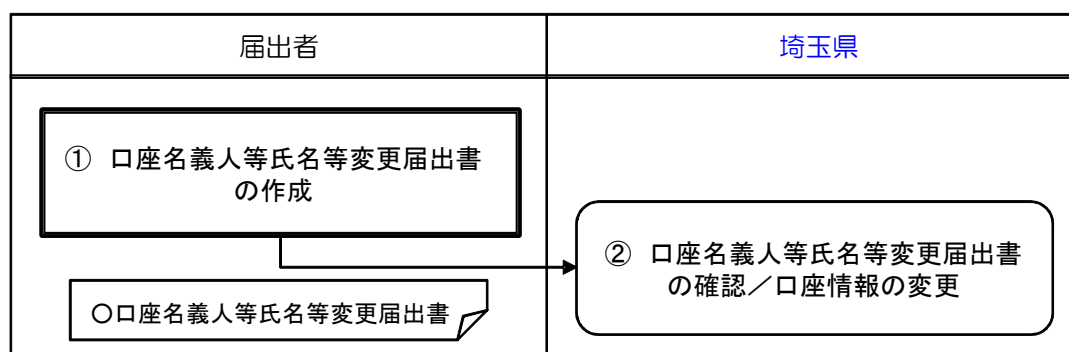 届出者
埼玉県
① 口座名義人等氏名等変更届出書
の作成
② 口座名義人等氏名等変更届出書
の確認／口座情報の変更
〇口座名義人等氏名等変更届出書